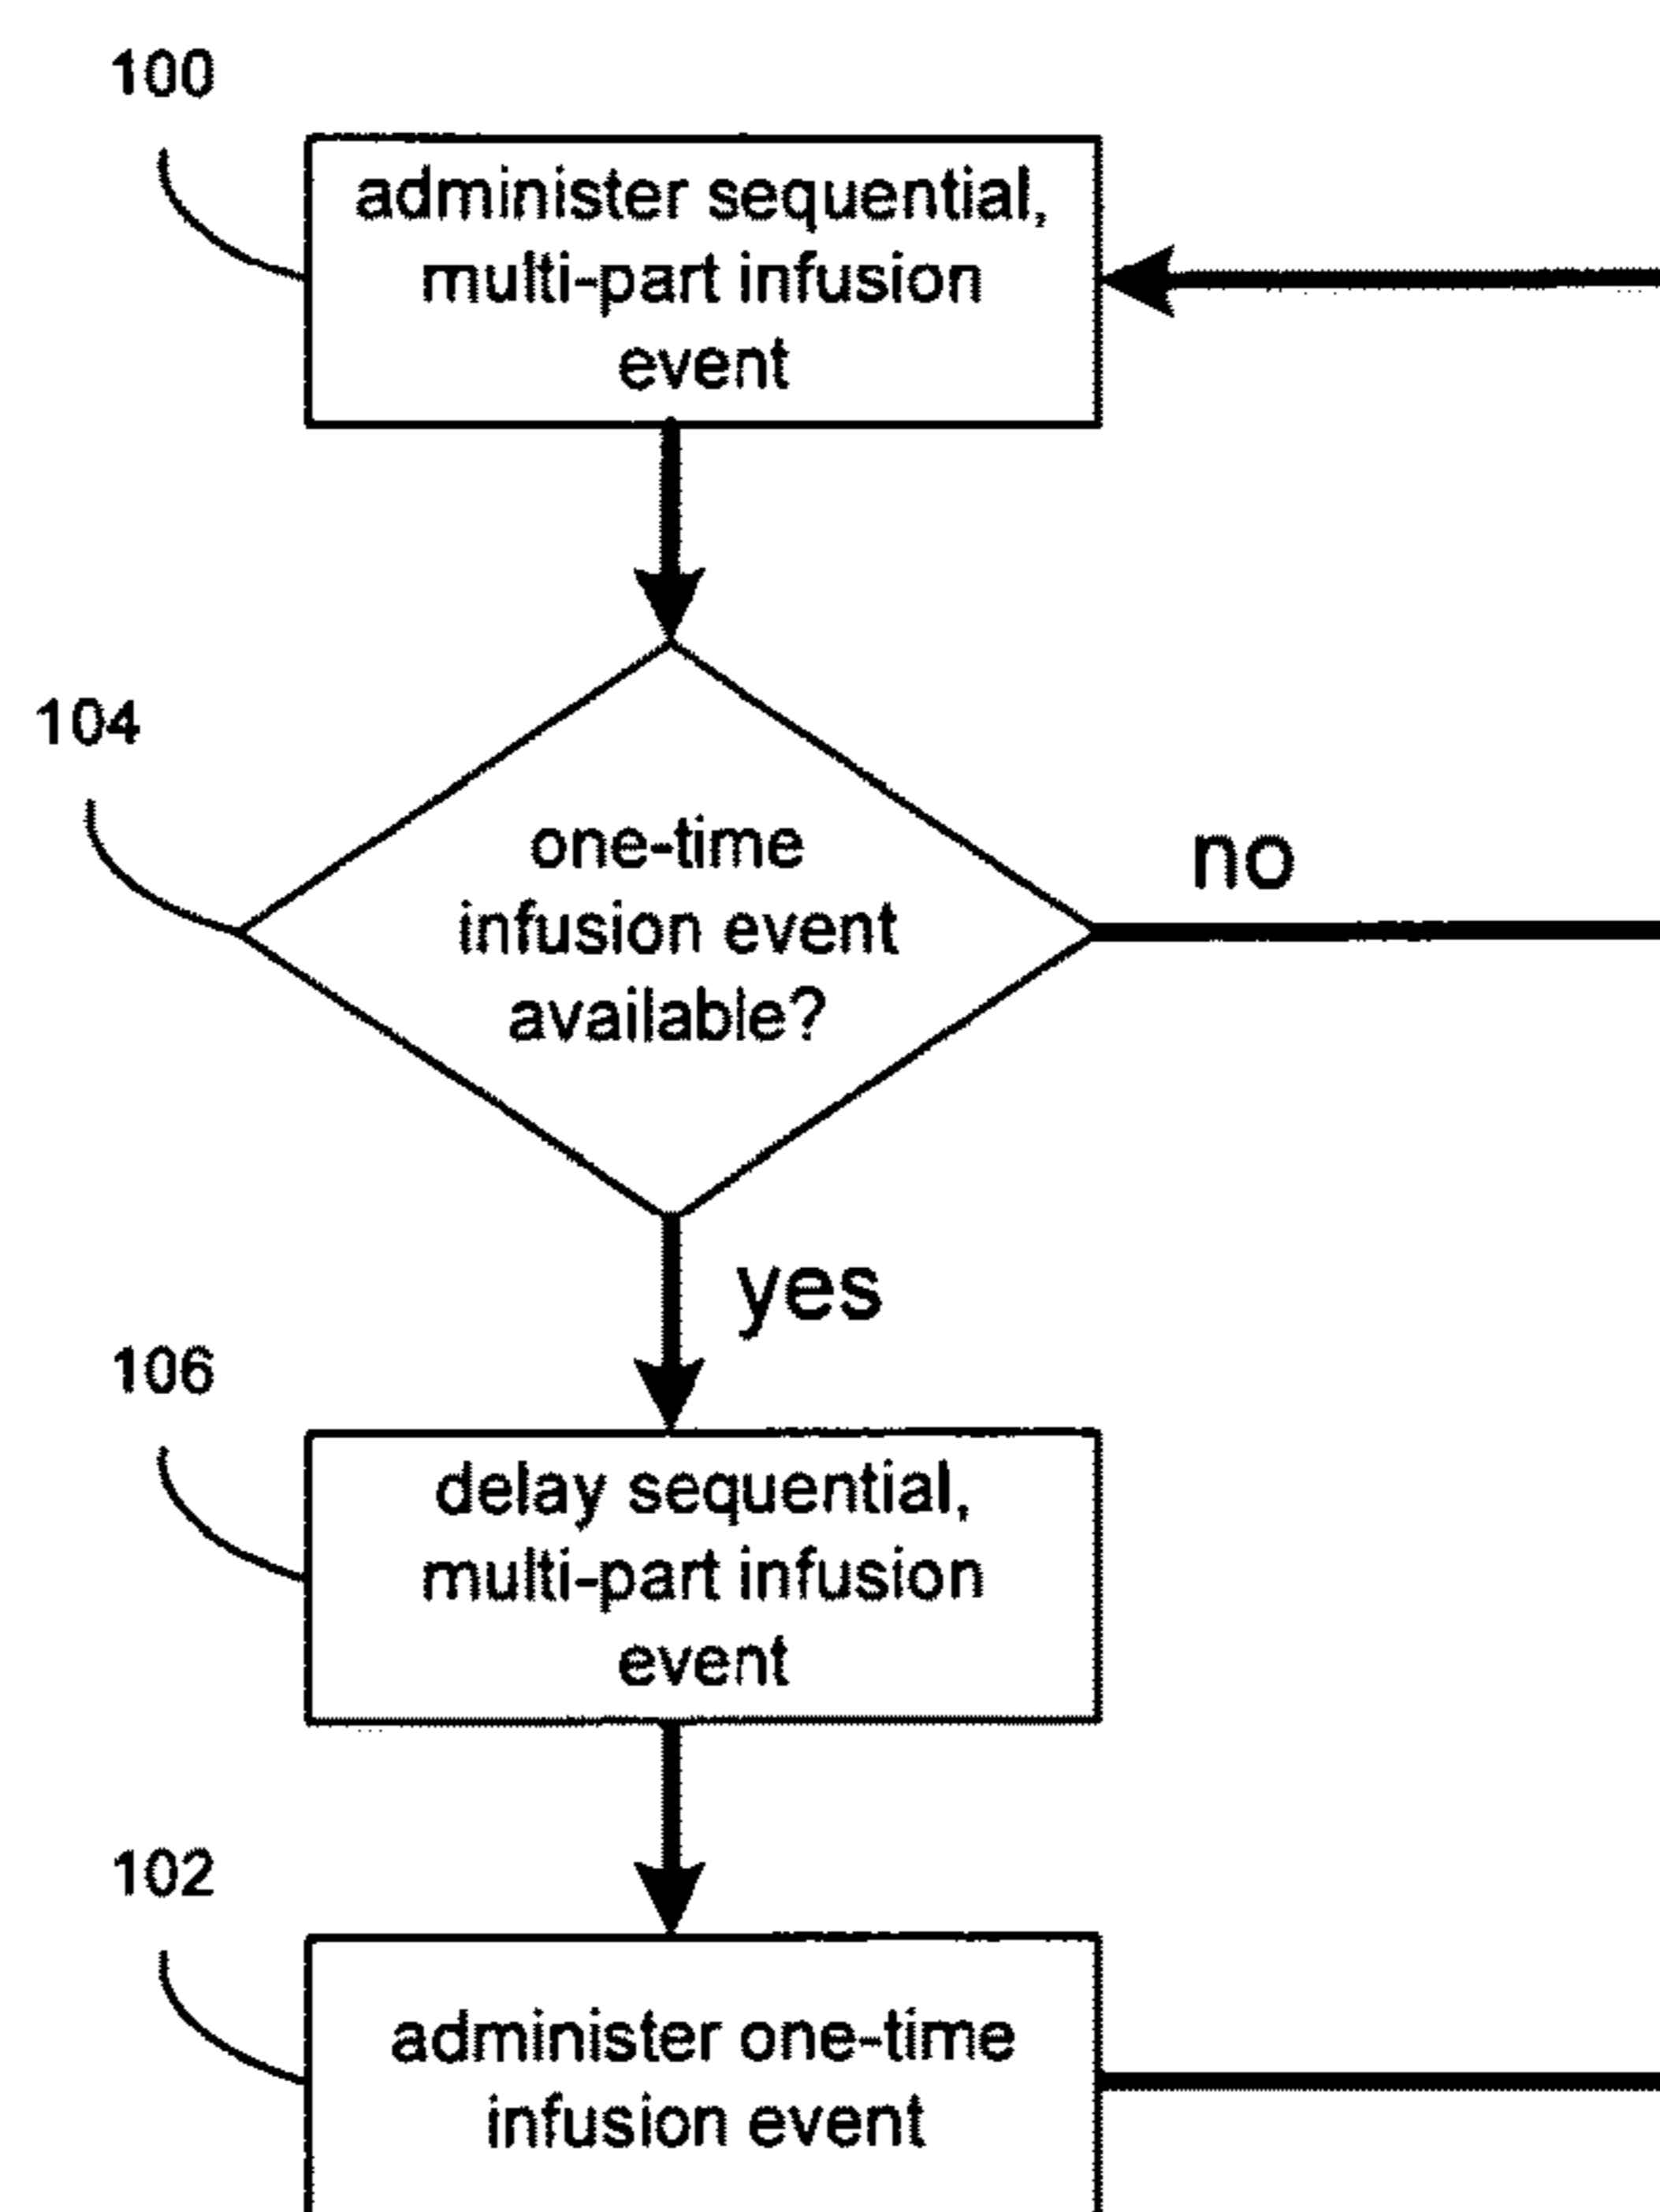 100
administer sequential,
multi-part infusion
event
104
one-time
infusion event
available?
no
yes
106
delay sequential,
multi-part infusion
event
102
administer one-time
infusion event